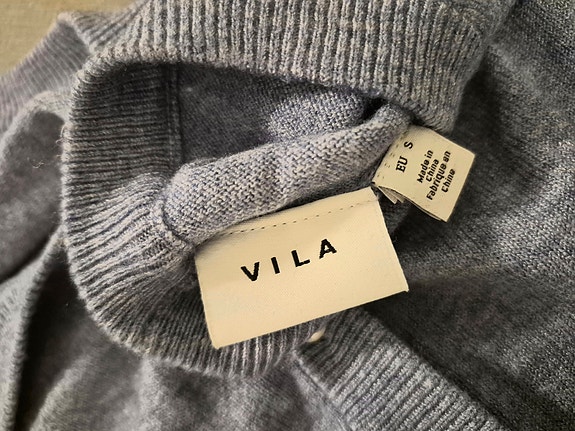 VILA
EU S
Made in
China
Fabriqué en
Chine